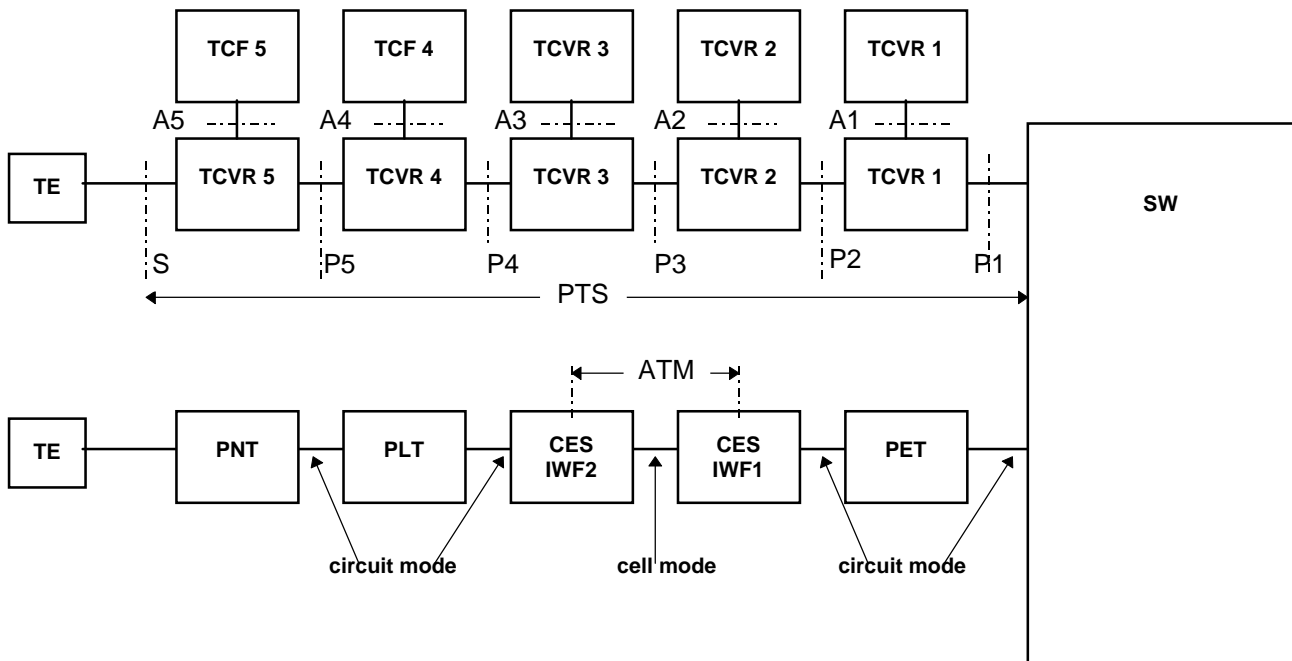 TCF 5 TCF 4 TCVR 3 TCVR 2 TCVR 1
A5 A4 A3 A2 A1
TE TCVR 5 TCVR 4 TCVR 3 TCVR 2 TCVR 1 SW
S P5 P4 P3 P2 P1
PTS
ATM
TE PNT PLT CES IWF2 CES IWF1 PET
circuit mode cell mode circuit mode